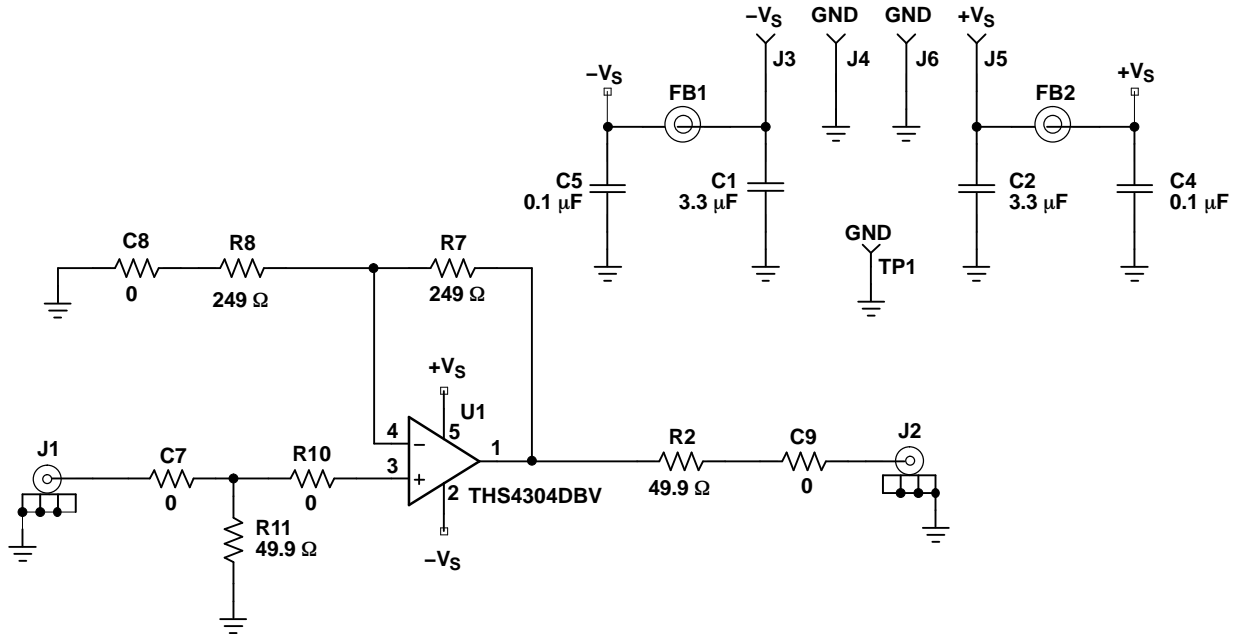 −VS GND GND +VS
J3 J4 J6 J5
−VS FB1 FB2 +VS
C5 C1 C2 C4
0.1 µF 3.3 µF 3.3 µF 0.1 µF
GND
TP1
C8 R8 R7
0 249 Ω 249 Ω
+VS
U1
J1 C7 R10 4 − 5 1 R2 C9 J2
3 +
0 0 2 THS4304DBV 49.9 Ω 0
R11
49.9 Ω −VS